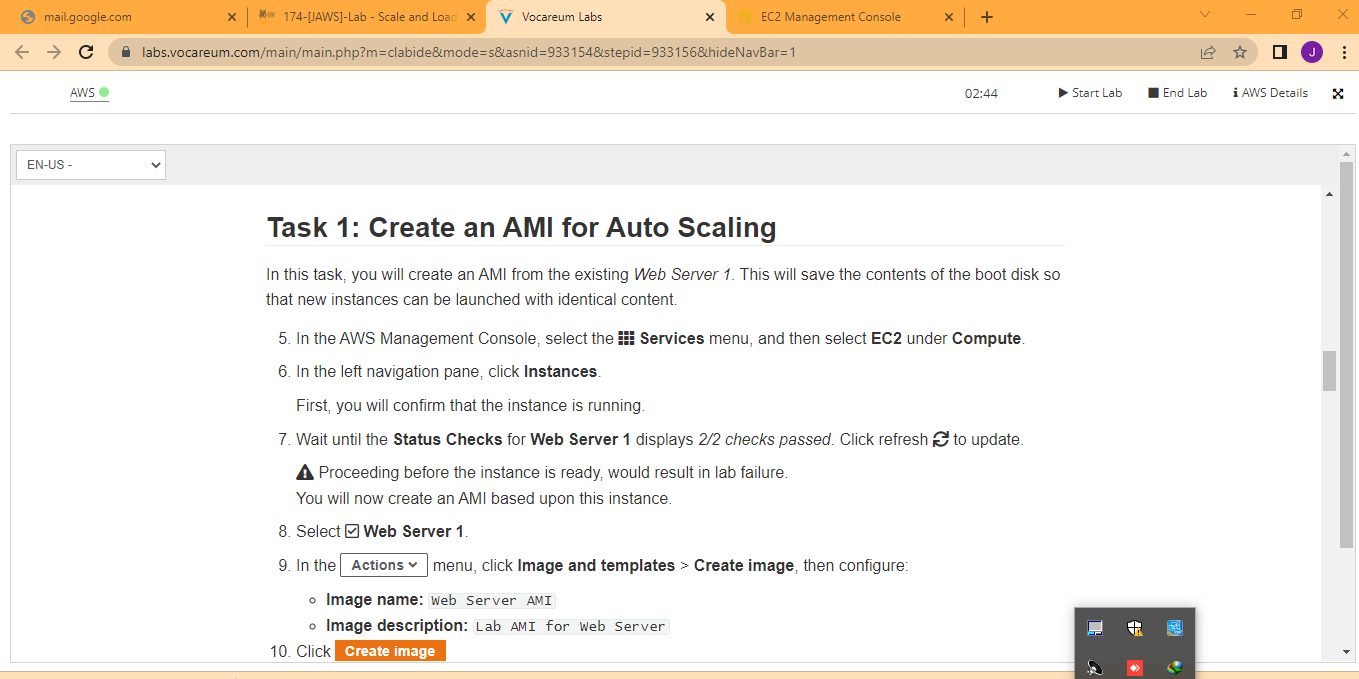 mail.google.com
174-[JAWS]-Lab - Scale and Load
Vocareum Labs
EC2 Management Console
labs.vocareum.com/main/main.php?m=clabide&mode=s&asnid=933154&stepid=933156&hideNavBar=1
J
AWS
02:44
Start Lab
End Lab
AWS Details
EN-US -
Task 1: Create an AMI for Auto Scaling
In this task, you will create an AMI from the existing Web Server 1. This will save the contents of the boot disk so
that new instances can be launched with identical content.
5. In the AWS Management Console, select the Services menu, and then select EC2 under Compute.
6. In the left navigation pane, click Instances.
First, you will confirm that the instance is running.
7. Wait until the Status Checks for Web Server 1 displays 2/2 checks passed. Click refresh to update.
Proceeding before the instance is ready, would result in lab failure.
You will now create an AMI based upon this instance.
8. Select Web Server 1.
9. In the Actions menu, click Image and templates > Create image, then configure:
Image name: Web Server AMI
Image description: Lab AMI for Web Server
10. Click Create image